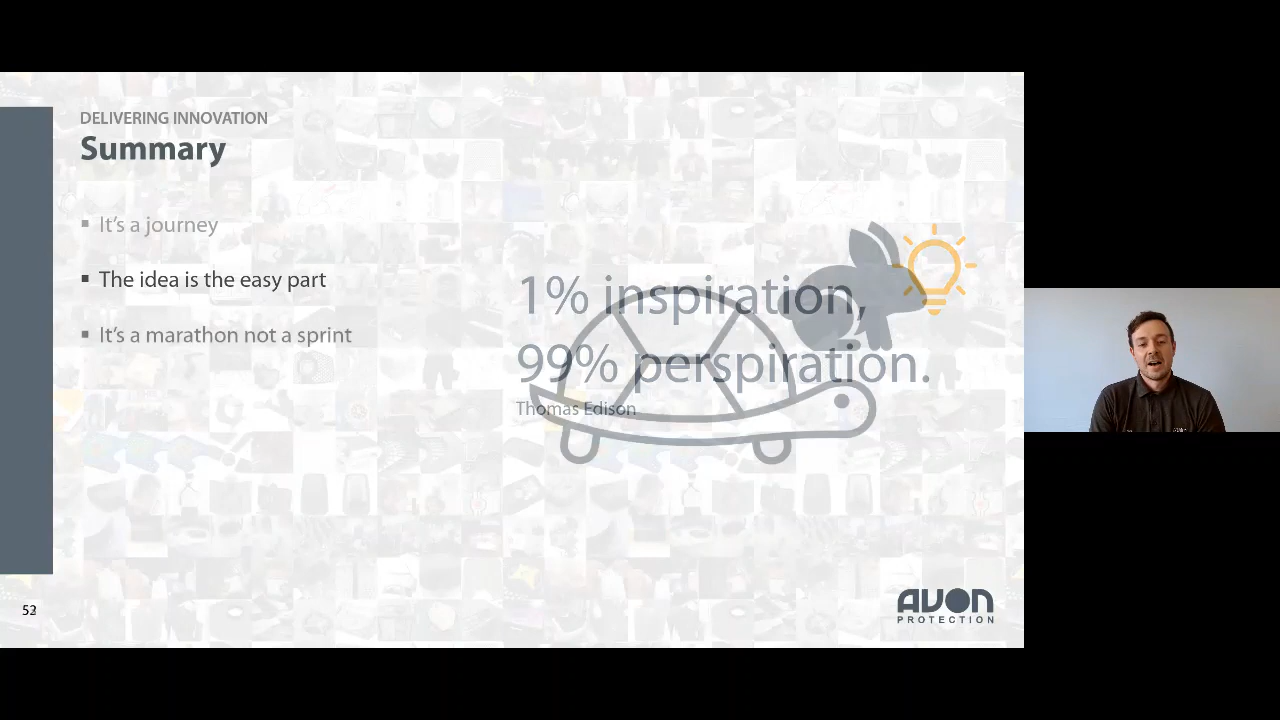 DELIVERING INNOVATION
Summary
▪ It's a journey
▪ The idea is the easy part
▪ It's a marathon not a sprint
1% inspiration,
99% perspiration.
Thomas Edison
AVON
PROTECTION